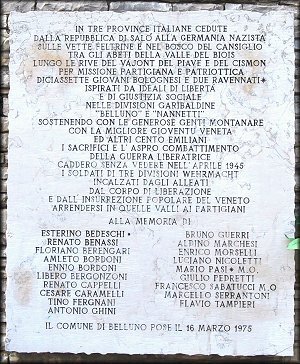 IN TRE PROVINCE ITALIANE CEDUTE
DALLA REPUBBLICA DI SALÒ ALLA GERMANIA NAZISTA
SULLE VETTE FELTRINE E NEL BOSCO DEL CANSIGLIO
TRA GLI ABETI DELLA VALLE DEL BIOIS
LUNGO LE RIVE DEL VAJONT DEL PIAVE E DEL CISMON
PER MISSIONE PARTIGIANA E PATRIOTTICA
DICIASSETTE GIOVANI BOLOGNESI E DUE RAVENNATI *
ISPIRATI DA IDEALI DI LIBERTÀ
E DI GIUSTIZIA SOCIALE
NELLE DIVISIONI GARIBALDINE
"BELLUNO" E "NANNETTI"
SOSTENENDO CON LE GENEROSE GENTI MONTANARE
CON LA MIGLIORE GIOVENTÙ VENETA
ED ALTRI CENTO EMILIANI
I SACRIFICI E L'ASPRO COMBATTIMENTO
DELLA GUERRA LIBERATRICE
CADDERO SENZA VEDERE NELL'APRILE 1945
I SOLDATI DI TRE DIVISIONI WEHRMACHT
INCALZATI DAGLI ALLEATI
DAL CORPO DI LIBERAZIONE
E DALL'INSURREZIONE POPOLARE DEL VENETO
ARRENDERSI IN QUELLE VALLI AI PARTIGIANI
ALLA MEMORIA DI
ESTERINO BEDESCHI *
RENATO BENASSI
FLORIANO BERENGARI
AMLETO BORDONI
ENNIO BORDONI
LIBERO BERGONZONI
RENATO CAPPELLI
CESARE CARAMELLI
TINO FERGNANI
ANTONIO GHINI
BRUNO GUERRI
ALBINO MARCHESI
ENRICO MORSELLI
LUCIANO NICOLETTI
MARIO PASI * M.O.
GIULIO PEDRETTI
FRANCESCO SABATUCCI M.O.
MARCELLO SERRANTONI
FLAVIO TAMPIERI
IL COMUNE DI BELLUNO POSE IL 16 MARZO 1975